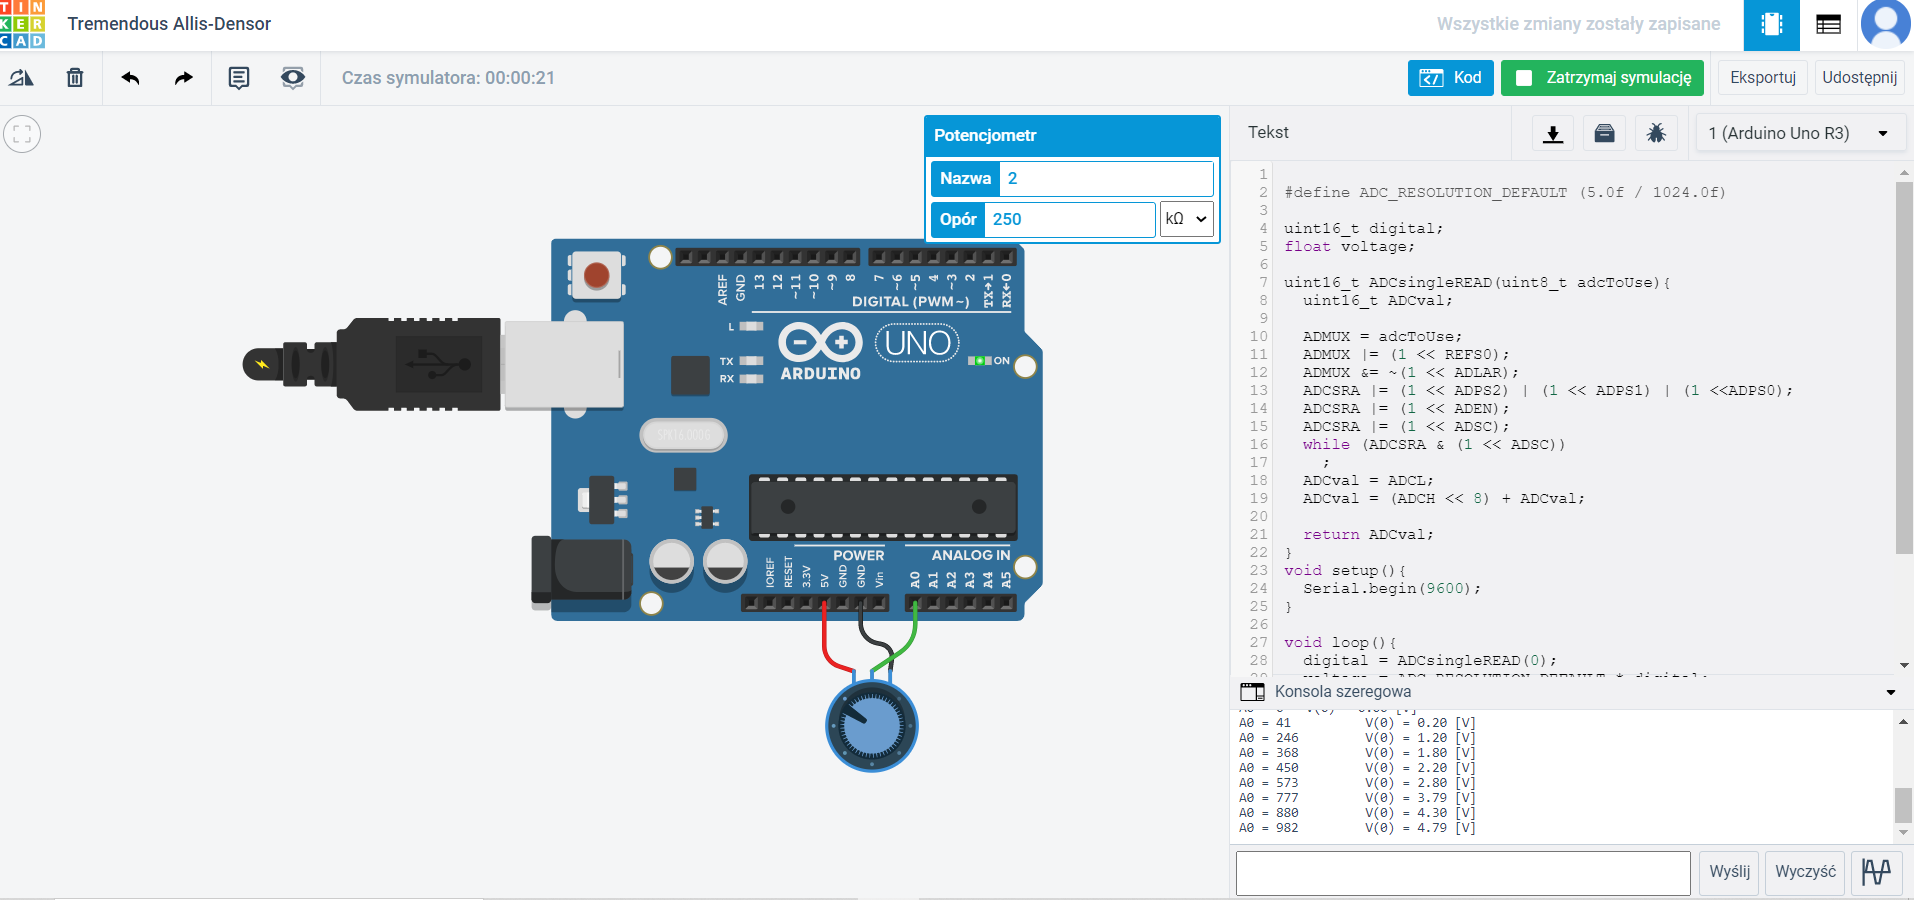 TINKERCAD
Tremendous Allis-Densor
Wszystkie zmiany zostały zapisane
Czas symulatora: 00:00:21
Kod
Zatrzymaj symulację
Eksportuj
Udostępnij
Potencjometr
Nazwa 2
Opór 250 kΩ
AREF GND 13 12 ~11 ~10 ~9 8 7 ~6 ~5 4 ~3 2 TX→1 RX←0
DIGITAL (PWM~)
L
TX
RX
UNO
ARDUINO
ON
SPK16.000G
POWER
ANALOG IN
IOREF RESET 3.3V 5V GND GND Vin A0 A1 A2 A3 A4 A5
Tekst
1 (Arduino Uno R3)
1
2 #define ADC_RESOLUTION_DEFAULT (5.0f / 1024.0f)
3
4 uint16_t digital;
5 float voltage;
6
7 uint16_t ADCsingleREAD(uint8_t adcToUse){
8 uint16_t ADCval;
9
10 ADMUX = adcToUse;
11 ADMUX |= (1 << REFS0);
12 ADMUX &= ~(1 << ADLAR);
13 ADCSRA |= (1 << ADPS2) | (1 << ADPS1) | (1 <<ADPS0);
14 ADCSRA |= (1 << ADEN);
15 ADCSRA |= (1 << ADSC);
16 while (ADCSRA & (1 << ADSC))
17 ;
18 ADCval = ADCL;
19 ADCval = (ADCH << 8) + ADCval;
20
21 return ADCval;
22 }
23 void setup(){
24 Serial.begin(9600);
25 }
26
27 void loop(){
28 digital = ADCsingleREAD(0);
Konsola szeregowa
A0 = 41 V(0) = 0.20 [V]
A0 = 246 V(0) = 1.20 [V]
A0 = 368 V(0) = 1.80 [V]
A0 = 450 V(0) = 2.20 [V]
A0 = 573 V(0) = 2.80 [V]
A0 = 777 V(0) = 3.79 [V]
A0 = 880 V(0) = 4.30 [V]
A0 = 982 V(0) = 4.79 [V]
Wyślij
Wyczyść